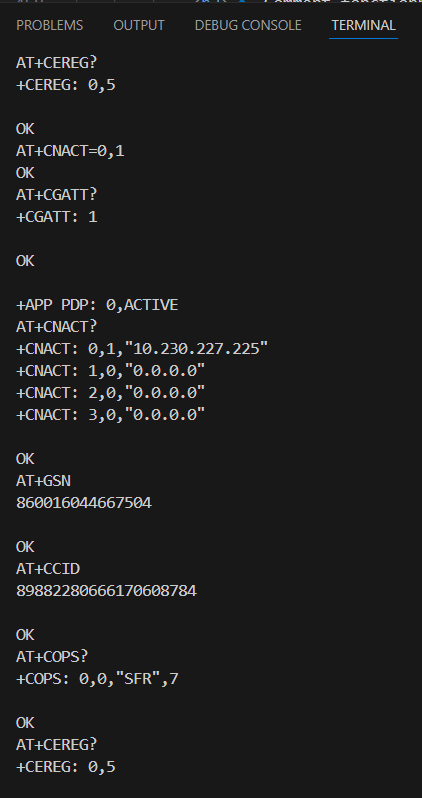 PROBLEMS OUTPUT DEBUG CONSOLE TERMINAL
AT+CEREG?
+CEREG: 0,5
OK
AT+CNACT=0,1
OK
AT+CGATT?
+CGATT: 1
OK
+APP PDP: 0,ACTIVE
AT+CNACT?
+CNACT: 0,1,"10.230.227.225"
+CNACT: 1,0,"0.0.0.0"
+CNACT: 2,0,"0.0.0.0"
+CNACT: 3,0,"0.0.0.0"
OK
AT+GSN
860016044667504
OK
AT+CCID
89882280666170608784
OK
AT+COPS?
+COPS: 0,0,"SFR",7
OK
AT+CEREG?
+CEREG: 0,5